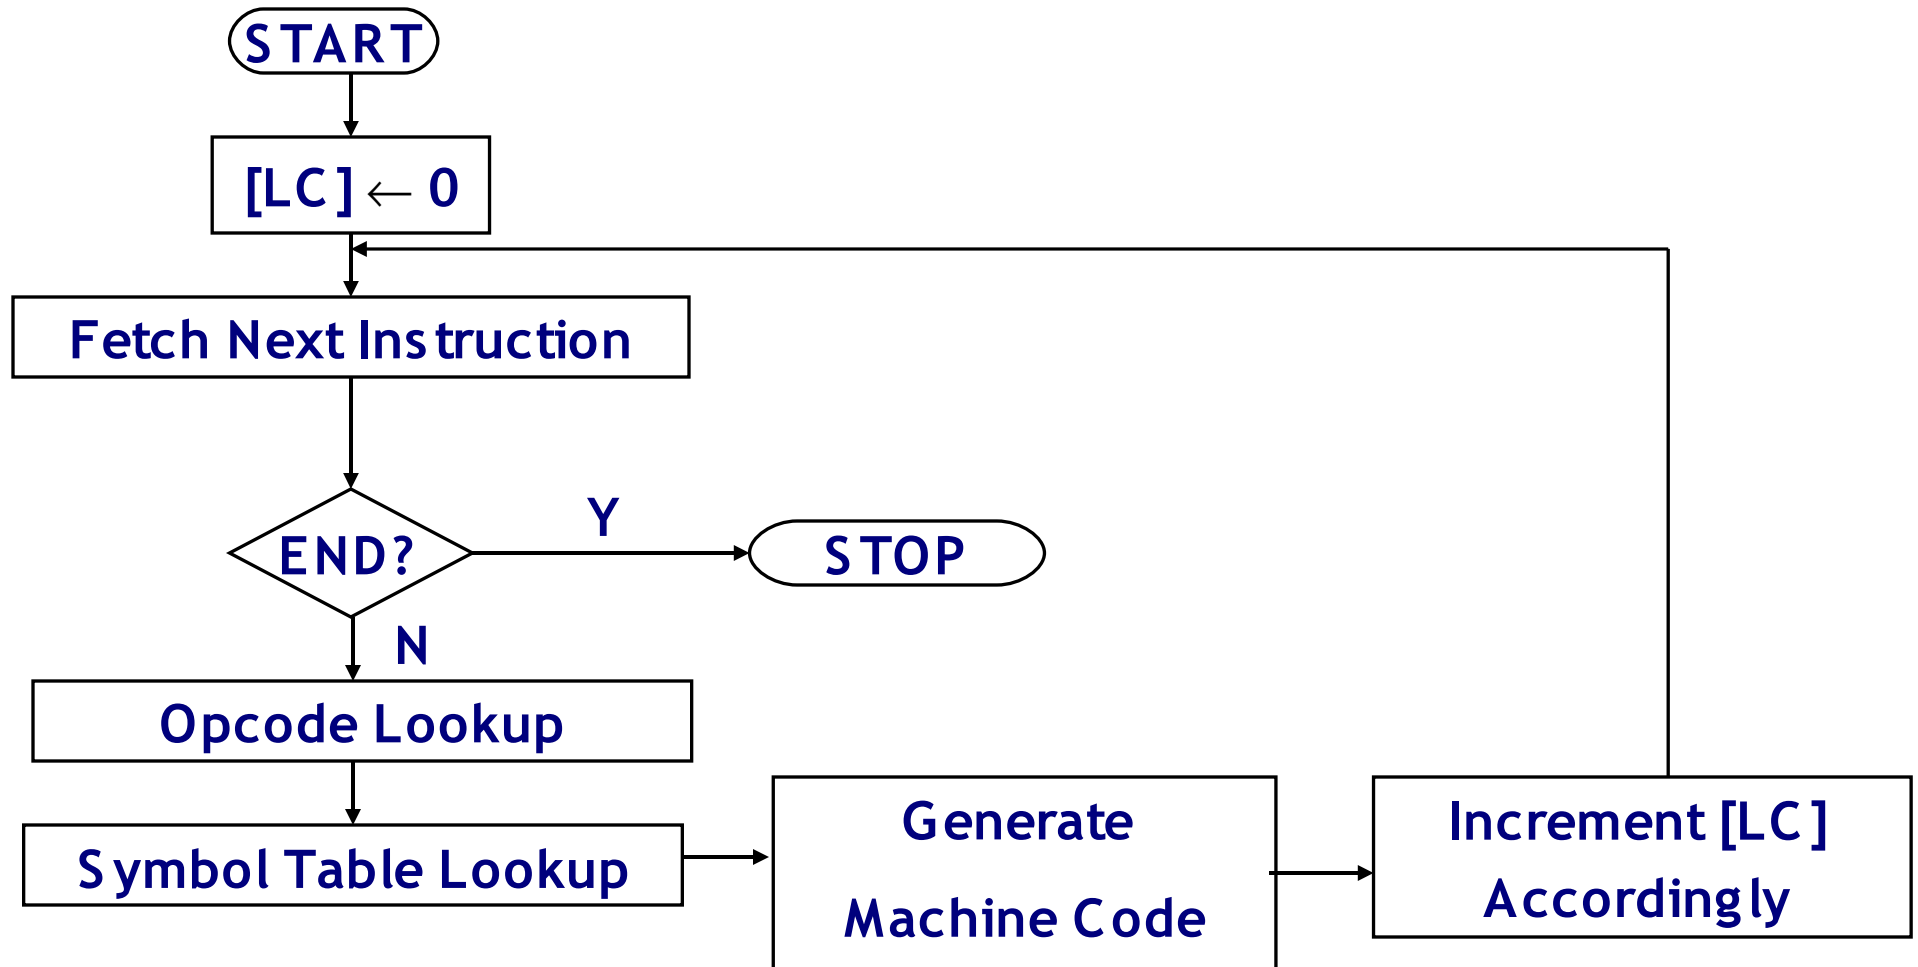 START
[LC] ← 0
Fetch Next Instruction
END?
Y
STOP
N
Opcode Lookup
Symbol Table Lookup
Generate
Machine Code
Increment [LC]
Accordingly